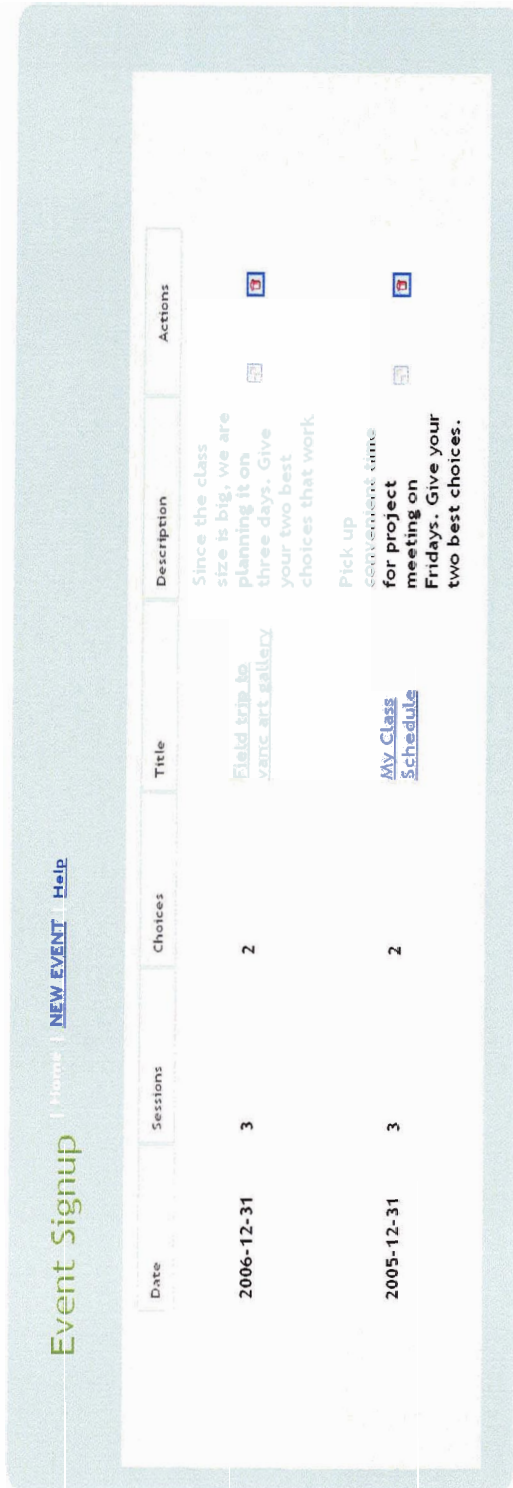 Event Signup | Home | NEW EVENT | Help
Date Sessions Choices Title Description Actions
2006-12-31 3 2
Field trip to
vanc art gallery
Since the class
size is big, we are
planning it on
three days. Give
your two best
choices that work
2005-12-31 3 2
My Class
Schedule
Pick up
convenient time
for project
meeting on
Fridays. Give your
two best choices.